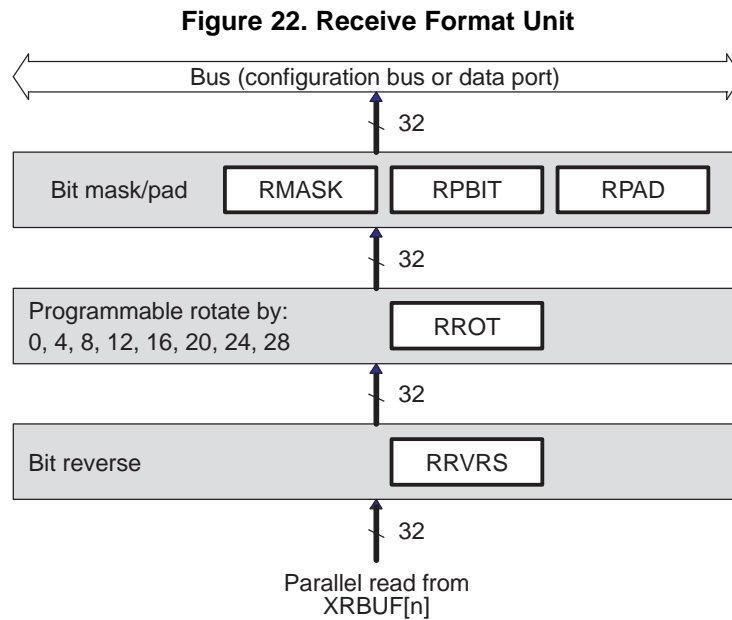 Figure 22. Receive Format Unit
Bus (configuration bus or data port)
32
Bit mask/pad
RMASK
RPBIT
RPAD
32
Programmable rotate by:
0, 4, 8, 12, 16, 20, 24, 28
RROT
32
Bit reverse
RRVRS
32
Parallel read from
XRBUF[n]